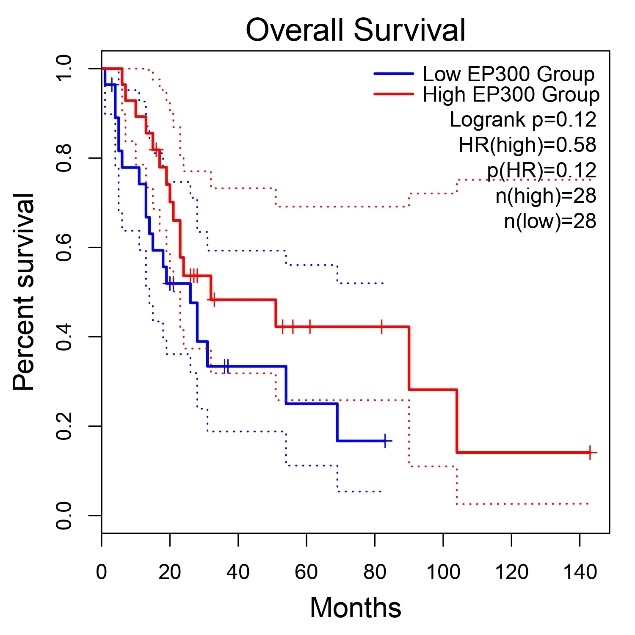 Overall Survival
Low EP300 Group
High EP300 Group
Logrank p=0.12
HR(high)=0.58
p(HR)=0.12
n(high)=28
n(low)=28
Percent survival
1.0
0.8
0.6
0.4
0.2
0.0
0 20 40 60 80 100 120 140
Months